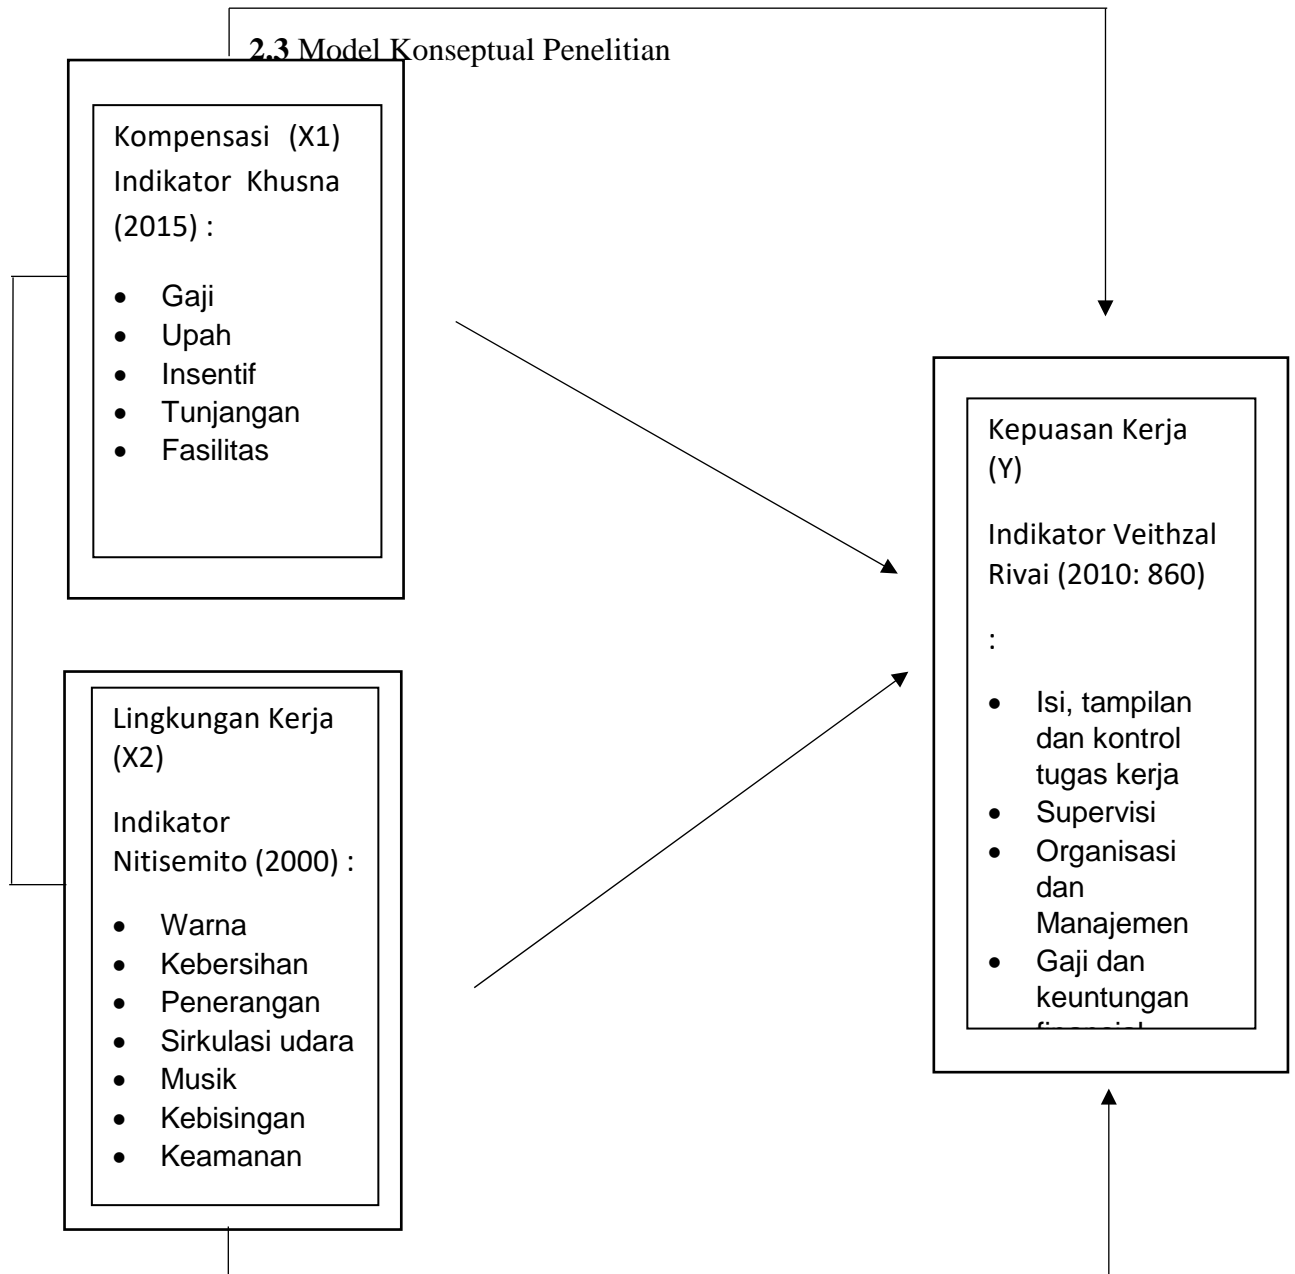 2.3 Model Konseptual Penelitian
Kompensasi (X1)
Indikator Khusna
(2015) :
• Gaji
• Upah
• Insentif
• Tunjangan
• Fasilitas
Lingkungan Kerja
(X2)
Indikator
Nitisemito (2000) :
• Warna
• Kebersihan
• Penerangan
• Sirkulasi udara
• Musik
• Kebisingan
• Keamanan
Kepuasan Kerja
(Y)
Indikator Veithzal
Rivai (2010: 860)
:
• Isi, tampilan
dan kontrol
tugas kerja
• Supervisi
• Organisasi
dan
Manajemen
• Gaji dan
keuntungan